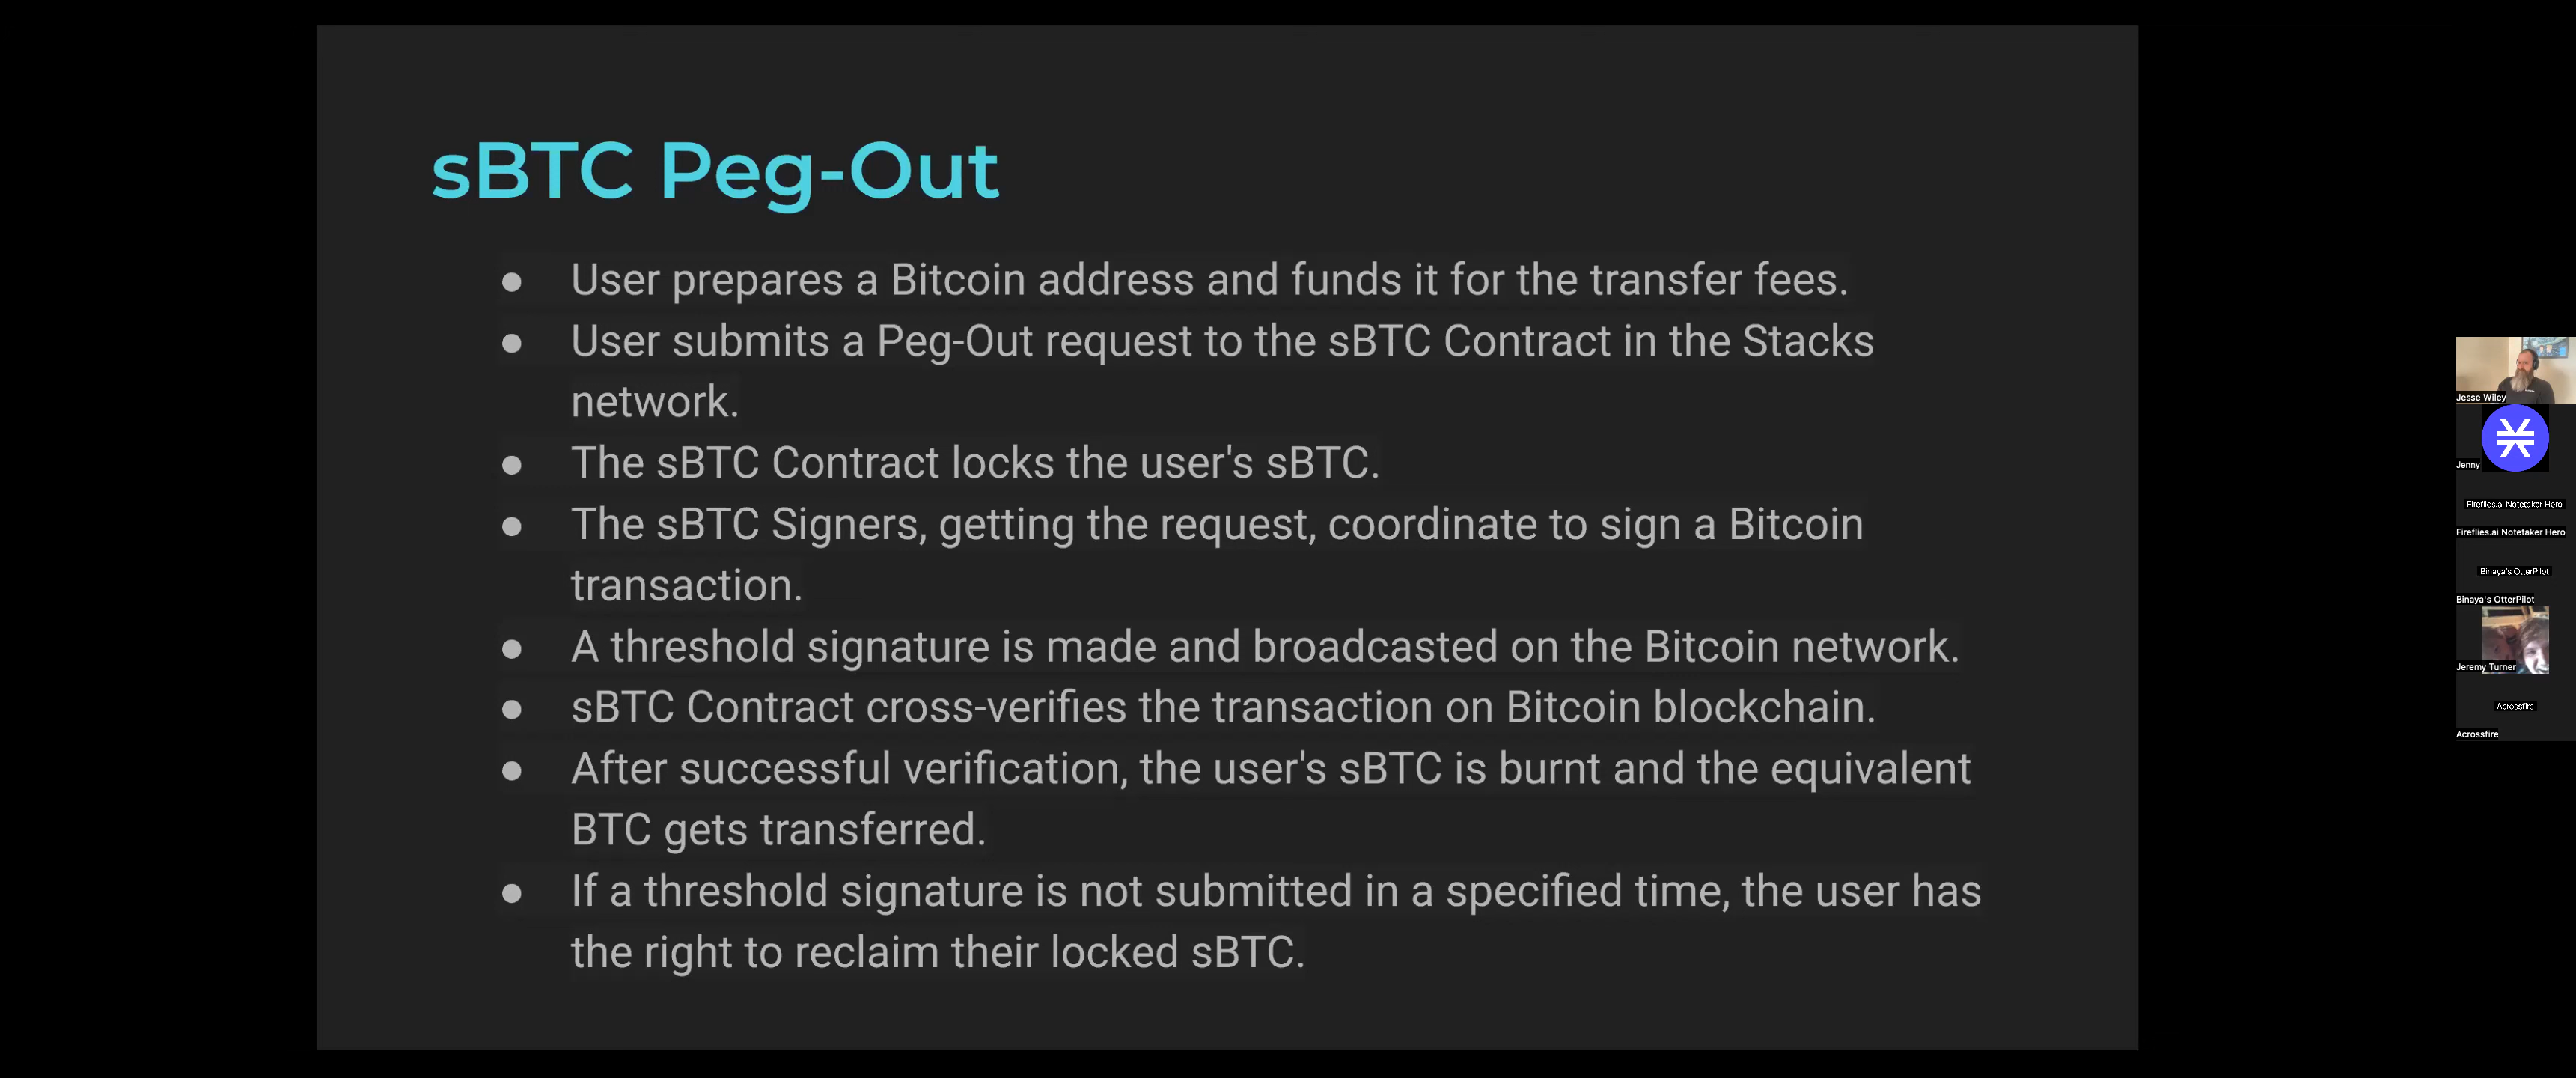 sBTC Peg-Out
● User prepares a Bitcoin address and funds it for the transfer fees.
● User submits a Peg-Out request to the sBTC Contract in the Stacks
network.
● The sBTC Contract locks the user's sBTC.
● The sBTC Signers, getting the request, coordinate to sign a Bitcoin
transaction.
● A threshold signature is made and broadcasted on the Bitcoin network.
● sBTC Contract cross-verifies the transaction on Bitcoin blockchain.
● After successful verification, the user's sBTC is burnt and the equivalent
BTC gets transferred.
● If a threshold signature is not submitted in a specified time, the user has
the right to reclaim their locked sBTC.
Jesse Wiley
Jenny
Fireflies.ai Notetaker Hero
Fireflies.ai Notetaker Hero
Binaya's OtterPilot
Binaya's OtterPilot
Jeremy Turner
Acrossfire
Acrossfire